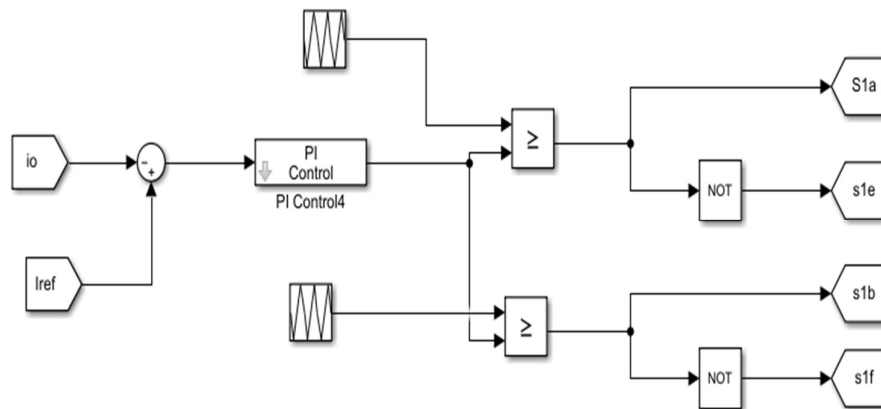 S1a
≥
io
-
+
PI
Control
PI Control4
NOT
s1e
Iref
s1b
≥
NOT
s1f